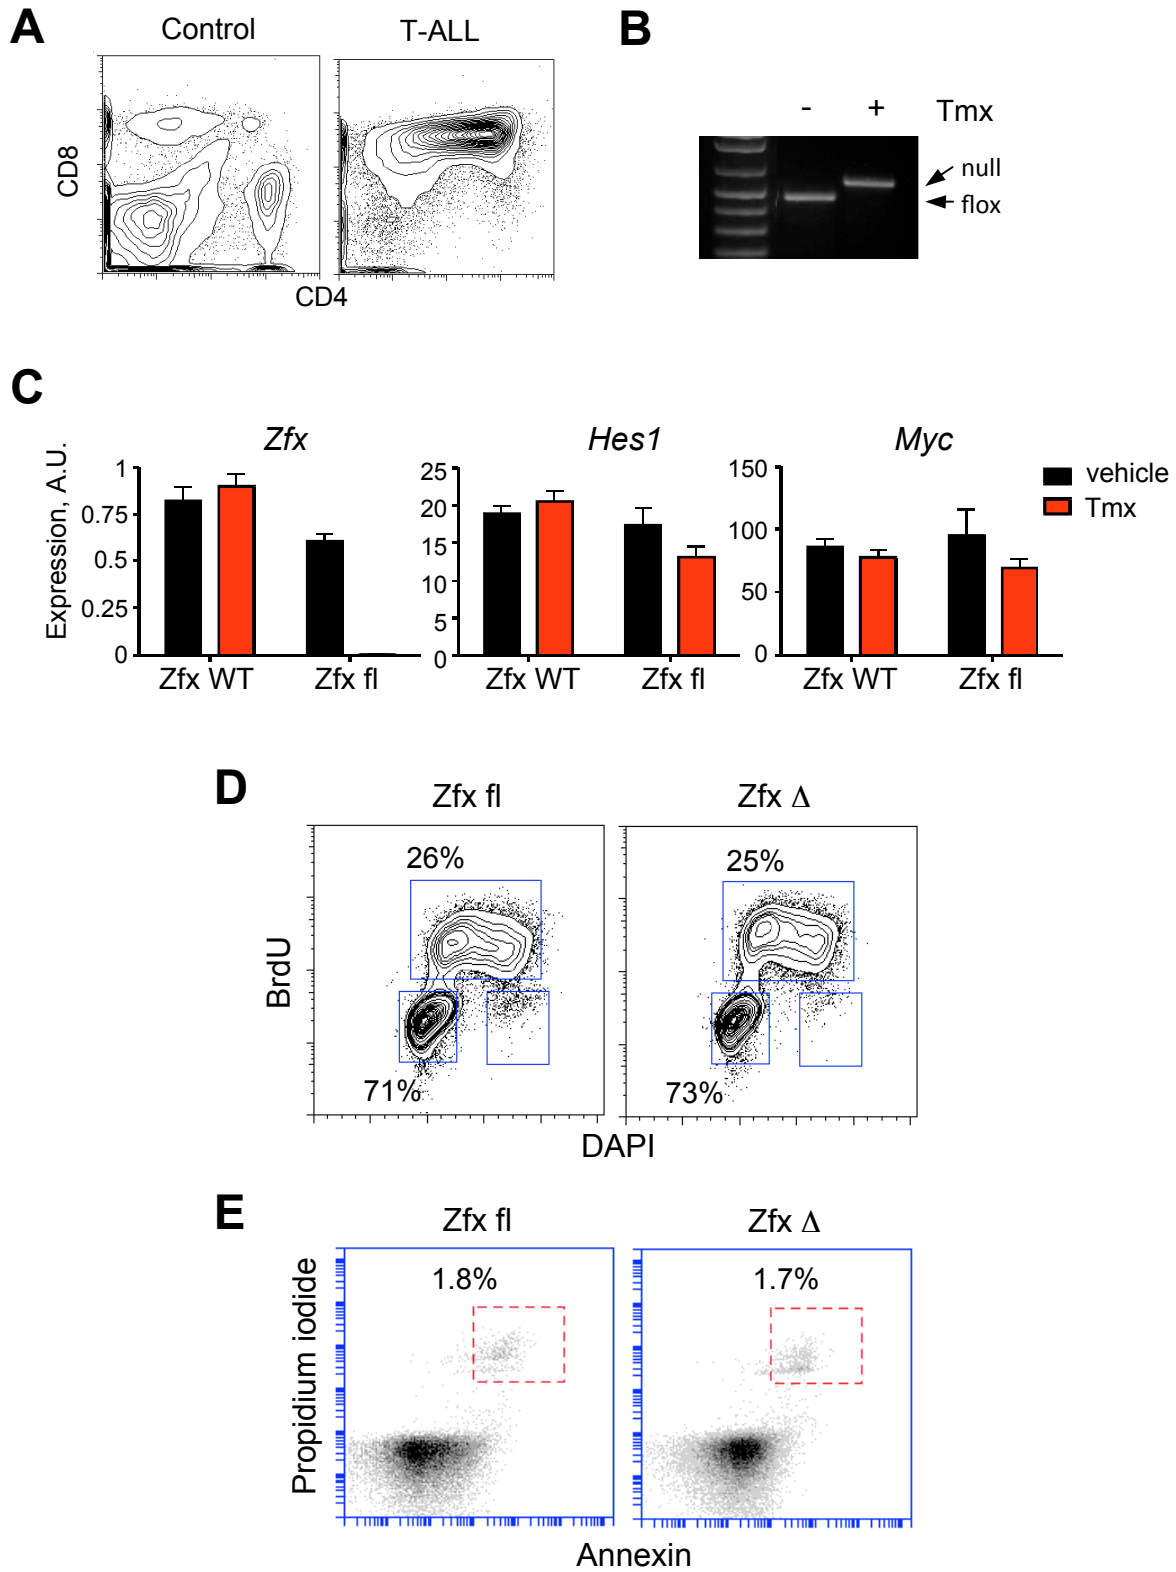 A
Control
T-ALL
CD8
CD4
B
- + Tmx
null
flox
C
Zfx
Hes1
Myc
Expression, A.U.
1
0.75
0.5
0.25
0
Zfx WT
Zfx fl
25
20
15
10
5
0
Zfx WT
Zfx fl
150
100
50
0
Zfx WT
Zfx fl
vehicle
Tmx
D
Zfx fl
Zfx Δ
26%
71%
25%
73%
BrdU
DAPI
E
Zfx fl
Zfx Δ
1.8%
1.7%
Propidium iodide
Annexin